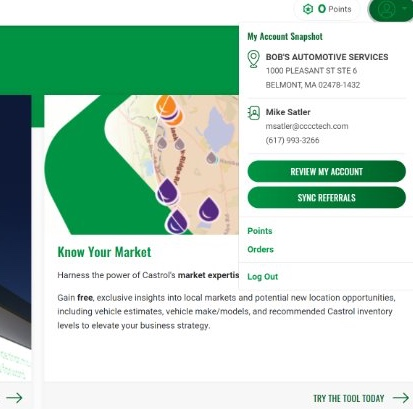 0 Points
My Account Snapshot
BOB'S AUTOMOTIVE SERVICES
1000 PLEASANT ST STE 6
BELMONT, MA 02478-1432
Mike Satler
msatler@cccctech.com
(617) 993-3266
REVIEW MY ACCOUNT
SYNC REFERRALS
Points
Orders
Log Out
Know Your Market
Harness the power of Castrol's market expertis
Gain free, exclusive insights into local markets and potential new location opportunities,
including vehicle estimates, vehicle make/models, and recommended Castrol inventory
levels to elevate your business strategy.
TRY THE TOOL TODAY